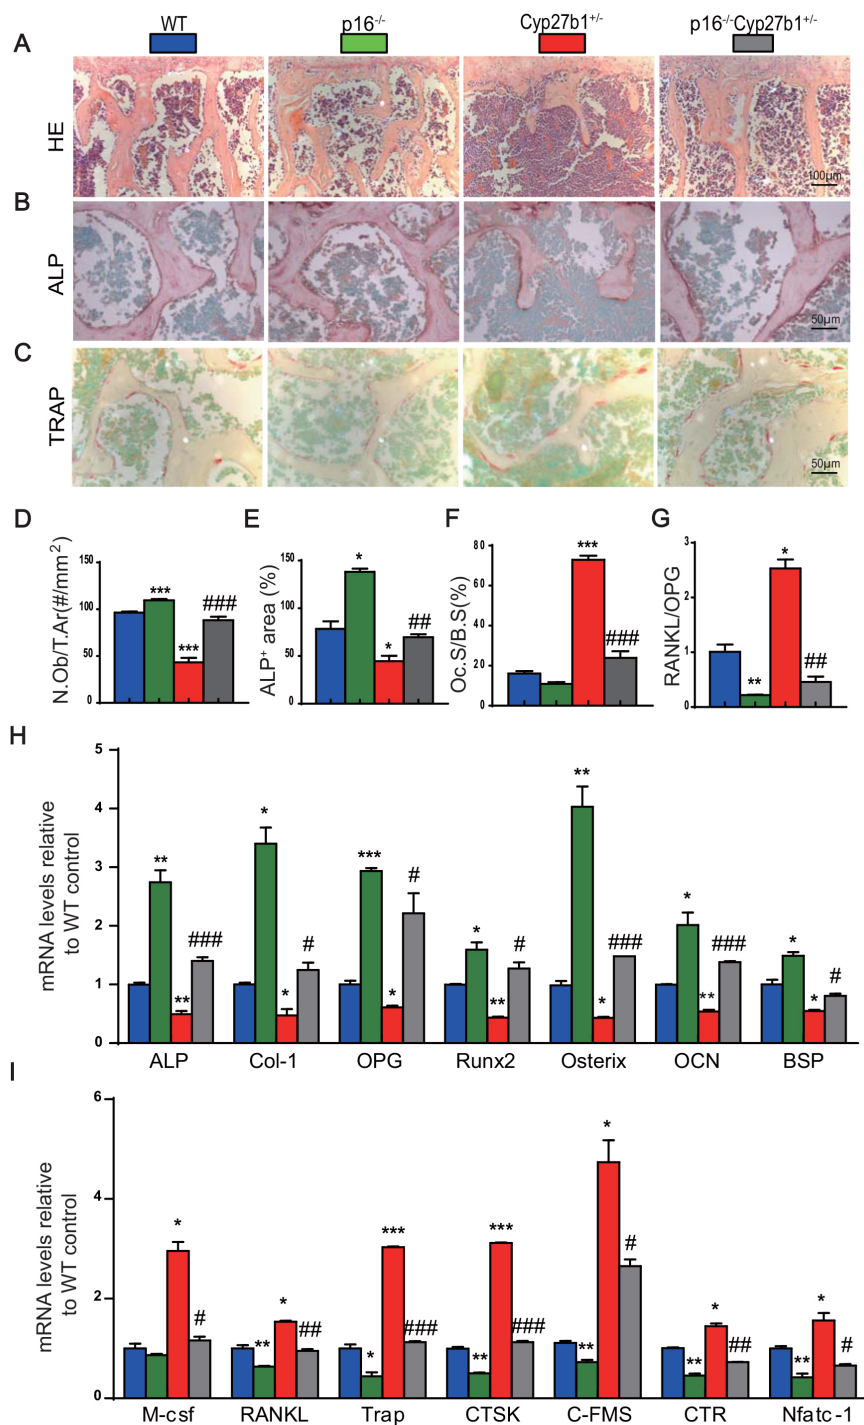 WT p16-/- Cyp27b1+/- p16-/-Cyp27b1+/-
A
HE
100μm
B
ALP
50μm
C
TRAP
50μm
D
N.Ob/T.Ar(#/mm2)
150
100
50
0
***
***
###
E
ALP+ area (%)
150
100
50
0
*
*
##
F
Oc.S/B.S(%)
80
60
40
20
0
***
###
G
RANKL/OPG
3
2
1
0
**
*
##
H
mRNA levels relative
to WT control
5
4
3
2
1
0
** ** ###
* * #
*** * #
* ** #
** * ###
* ** ###
* * #
ALP Col-1 OPG Runx2 Osterix OCN BSP
I
mRNA levels relative
to WT control
6
4
2
0
* #
** * ##
* *** ###
** *** ###
** * #
** * ##
** * #
M-csf RANKL Trap CTSK C-FMS CTR Nfatc-1